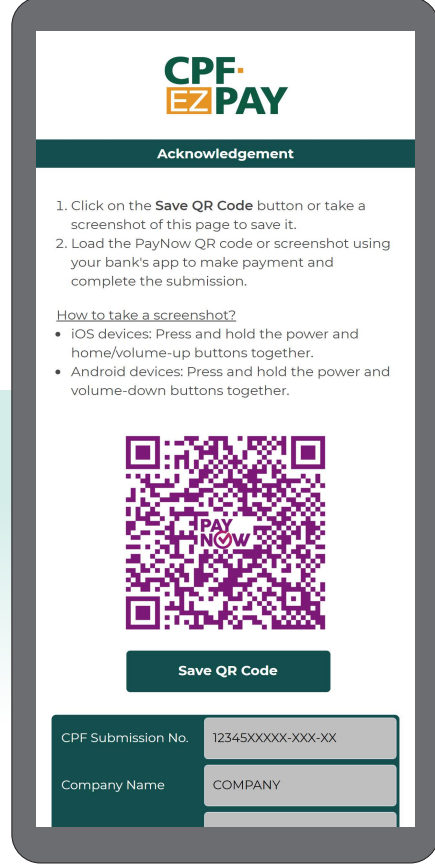 CPF
EZ PAY
Acknowledgement
1. Click on the Save QR Code button or take a
screenshot of this page to save it.
2. Load the PayNow QR code or screenshot using
your bank's app to make payment and
complete the submission.
How to take a screenshot?
• iOS devices: Press and hold the power and
home/volume-up buttons together.
• Android devices: Press and hold the power and
volume-down buttons together.
PAY
NOW
Save QR Code
CPF Submission No. 12345XXXXX-XXX-XX
Company Name COMPANY